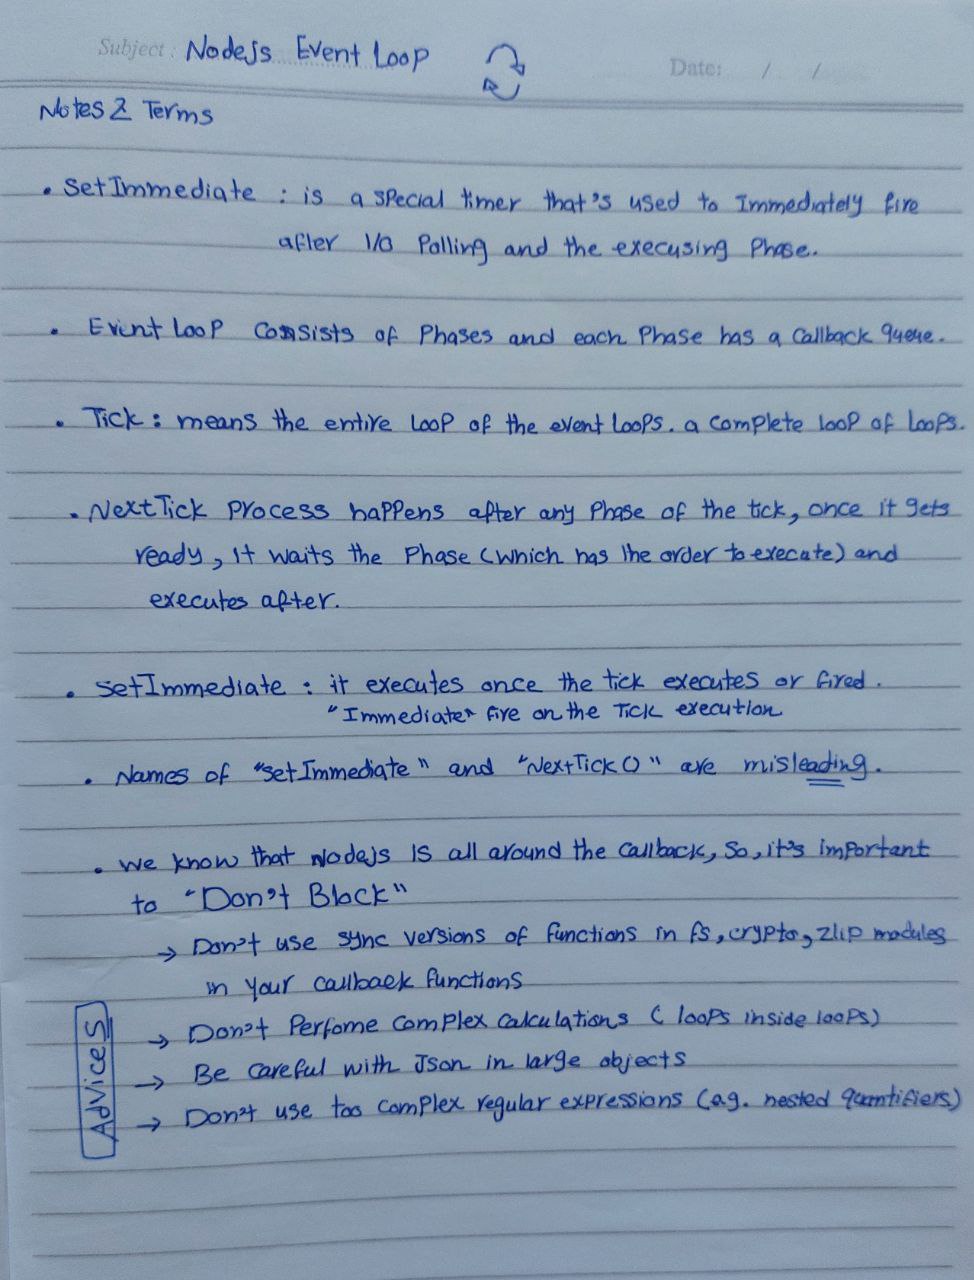 Subject: Nodejs Event Loop
Date: / /
Notes & Terms
• SetImmediate : is a special timer that's used to Immediately fire
after I/O Polling and the execusing Phase.
• Event Loop Consists of Phases and each Phase has a Callback queue.
• Tick : means the entire Loop of the event Loops. a complete loop of Loops.
• NextTick Process happens after any Phase of the tick, once it gets
ready, It waits the Phase (which has the order to execute) and
executes after.
• setImmediate : it executes once the tick executes or fired.
"Immediate" fire on the Tick execution
• Names of "setImmediate" and "NextTick()" are misleading.
• we know that Nodejs is all around the callback, So, it's important
to "Don't Block"
→ Don't use sync versions of functions in fs, crypto, zlip modules
in your callback functions
Advices
→ Don't Perfome complex calculations ( loops inside loops)
→ Be careful with Json in large objects
→ Don't use too complex regular expressions (e.g. nested quantifiers)